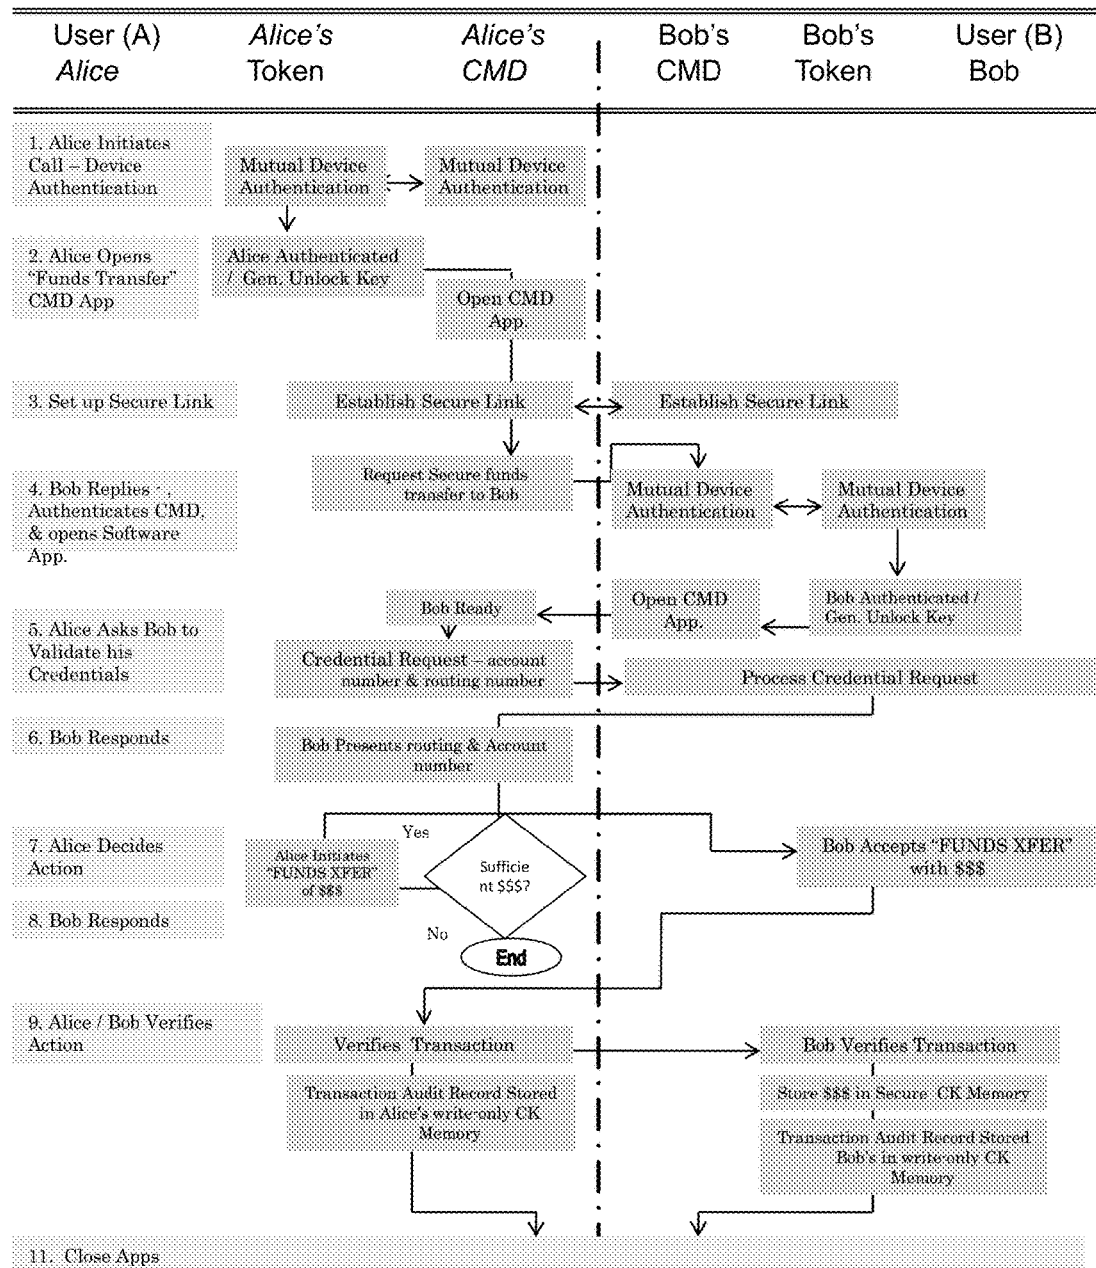 User (A)
Alice
Alice's
Token
Alice's
CMD
Bob's
CMD
Bob's
Token
User (B)
Bob
1. Alice Initiates
Call – Device
Authentication
Mutual Device
Authentication
Mutual Device
Authentication
2. Alice Opens
"Funds Transfer"
CMD App
Alice Authenticated
/ Gen. Unlock Key
Open CMD
App.
3. Set up Secure Link
Establish Secure Link
Establish Secure Link
Request Secure funds
transfer to Bob
4. Bob Replies - ,
Authenticates CMD,
& opens Software
App.
Mutual Device
Authentication
Mutual Device
Authentication
Bob Ready
Open CMD
App.
Bob Authenticated /
Gen. Unlock Key
5. Alice Asks Bob to
Validate his
Credentials
Credential Request – account
number & routing number
Process Credential Request
6. Bob Responds
Bob Presents routing & Account
number
7. Alice Decides
Action
Yes
Alice Initiates
"FUNDS XFER"
of $$$
Sufficie
nt $$$?
Bob Accepts "FUNDS XFER"
with $$$
8. Bob Responds
No
End
9. Alice / Bob Verifies
Action
Verifies Transaction
Bob Verifies Transaction
Transaction Audit Record Stored
in Alice's write-only CK
Memory
Store $$$ in Secure CK Memory
Transaction Audit Record Stored
Bob's in write-only CK
Memory
11. Close Apps